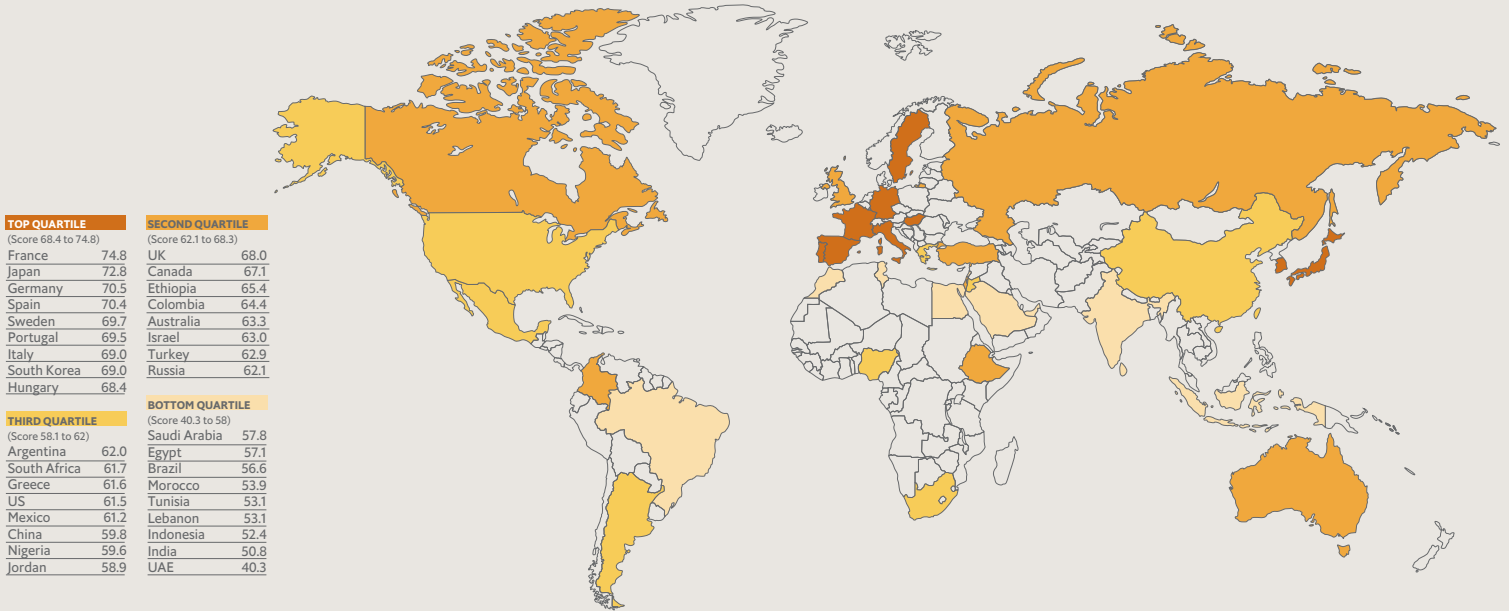 TOP QUARTILE
(Score 68.4 to 74.8)
France 74.8
Japan 72.8
Germany 70.5
Spain 70.4
Sweden 69.7
Portugal 69.5
Italy 69.0
South Korea 69.0
Hungary 68.4
SECOND QUARTILE
(Score 62.1 to 68.3)
UK 68.0
Canada 67.1
Ethiopia 65.4
Colombia 64.4
Australia 63.3
Israel 63.0
Turkey 62.9
Russia 62.1
THIRD QUARTILE
(Score 58.1 to 62)
Argentina 62.0
South Africa 61.7
Greece 61.6
US 61.5
Mexico 61.2
China 59.8
Nigeria 59.6
Jordan 58.9
BOTTOM QUARTILE
(Score 40.3 to 58)
Saudi Arabia 57.8
Egypt 57.1
Brazil 56.6
Morocco 53.9
Tunisia 53.1
Lebanon 53.1
Indonesia 52.4
India 50.8
UAE 40.3